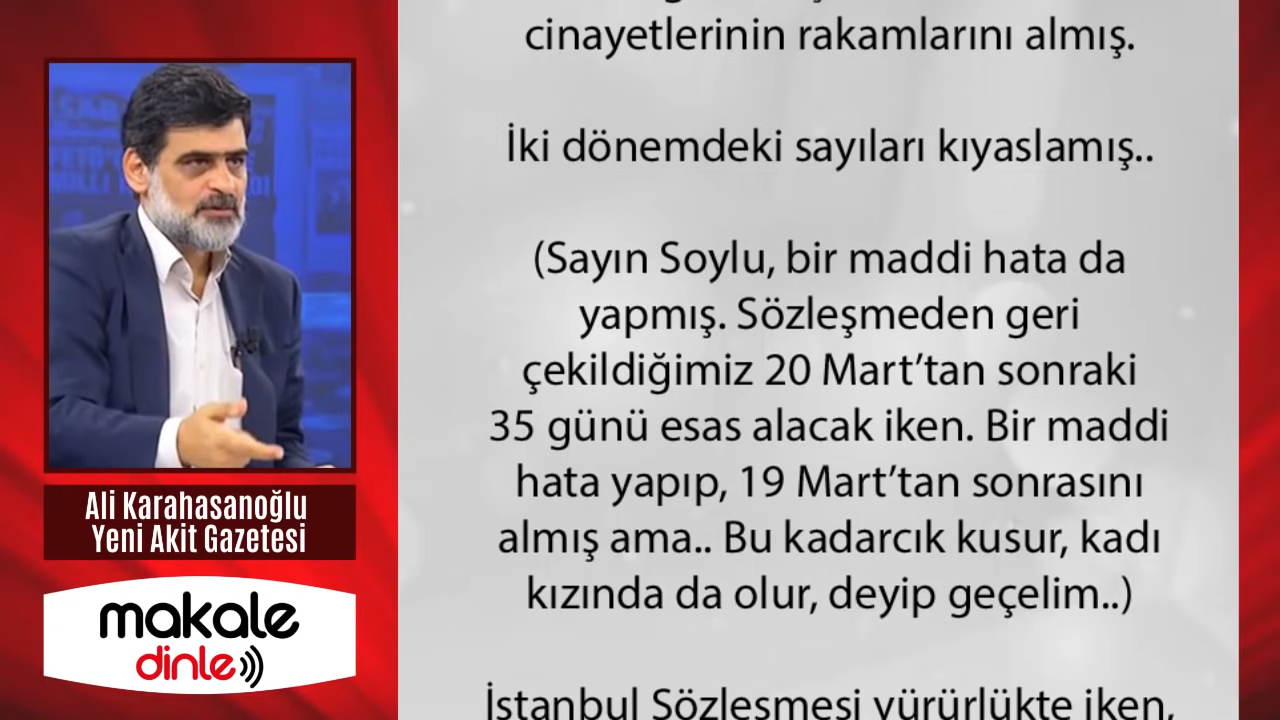 cinayetlerinin rakamlarını almış.
İki dönemdeki sayıları kıyaslamış..
(Sayın Soylu, bir maddi hata da
yapmış. Sözleşmeden geri
çekildiğimiz 20 Mart’tan sonraki
35 günü esas alacak iken. Bir maddi
hata yapıp, 19 Mart’tan sonrasını
almış ama.. Bu kadarcık kusur, kadı
kızında da olur, deyip geçelim..)
İstanbul Sözleşmesi yürürlükte iken,
Ali Karahasanoğlu
Yeni Akit Gazetesi
makale
dinle